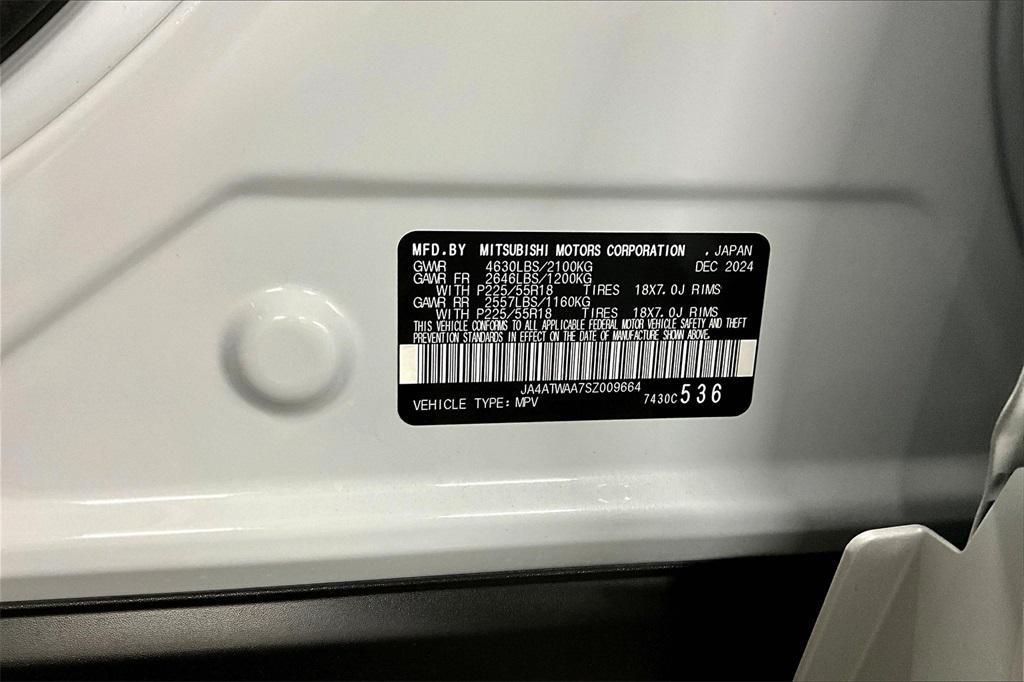 MFD.BY MITSUBISHI MOTORS CORPORATION , JAPAN
GVWR 4630LBS/2100KG DEC 2024
GAWR FR 2646LBS/1200KG
WITH P225/55R18 TIRES 18X7.0J RIMS
GAWR RR 2557LBS/1160KG
WITH P225/55R18 TIRES 18X7.0J RIMS
THIS VEHICLE CONFORMS TO ALL APPLICABLE FEDERAL MOTOR VEHICLE SAFETY AND THEFT
PREVENTION STANDARDS IN EFFECT ON THE DATE OF MANUFACTURE SHOWN ABOVE.
JA4ATWAA7SZ009664
VEHICLE TYPE: MPV 7430C 536